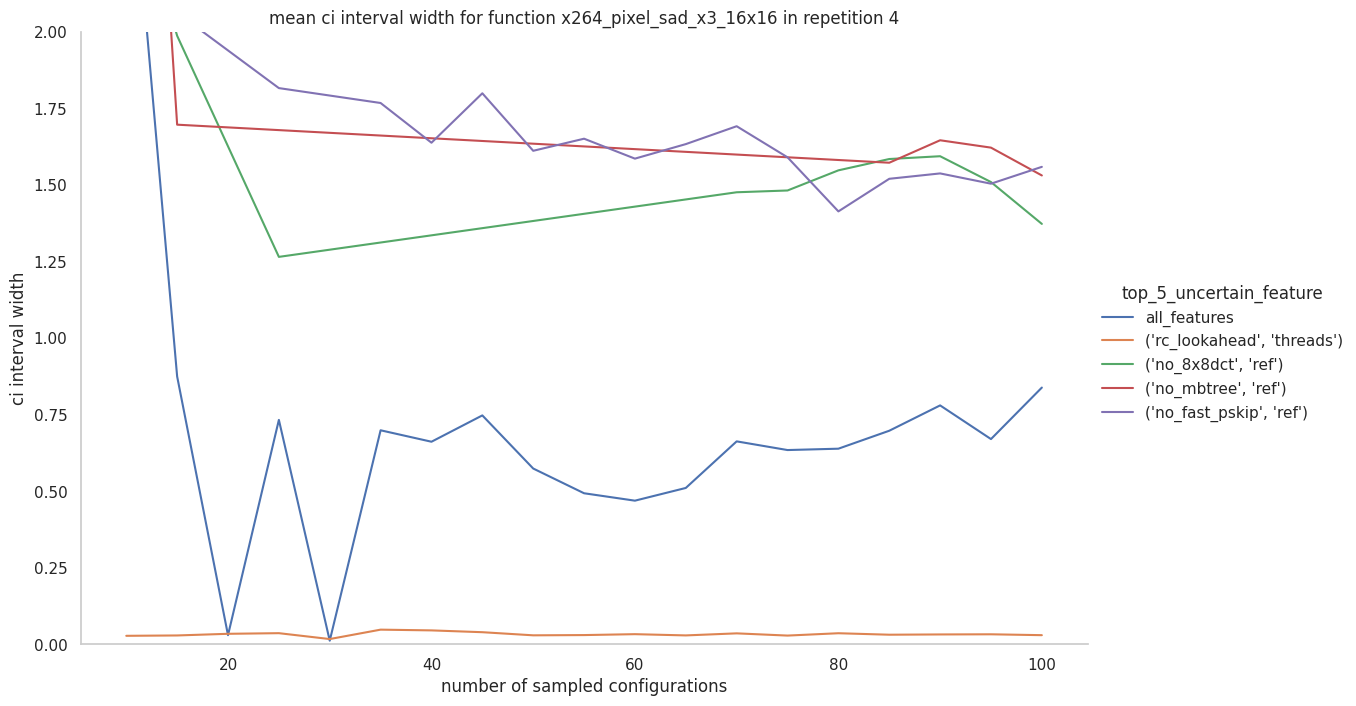 mean ci interval width for function x264_pixel_sad_x3_16x16 in repetition 4
2.00
1.75
1.50
1.25
1.00
0.75
0.50
0.25
0.00
ci interval width
20
40
60
80
100
number of sampled configurations
top_5_uncertain_feature
all_features
('rc_lookahead', 'threads')
('no_8x8dct', 'ref')
('no_mbtree', 'ref')
('no_fast_pskip', 'ref')